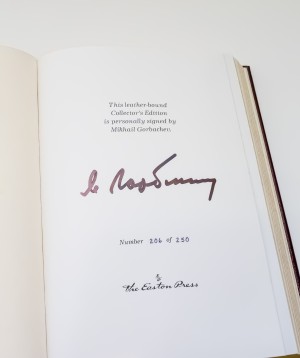 This leather-bound
Collector's Edition
is personally signed by
Mikhail Gorbachev.
Number 206 of 250
The Easton Press